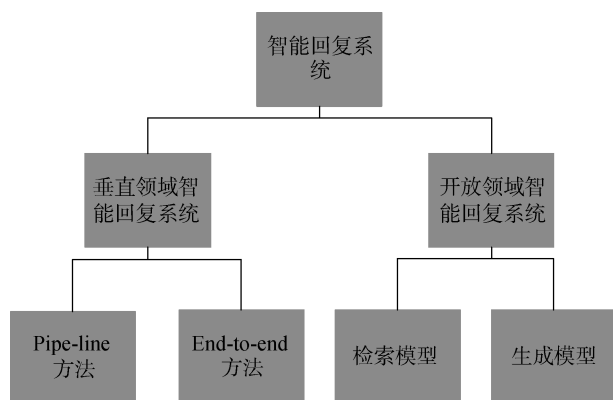 智能回复系
统
垂直领域智
能回复系统
开放领域智
能回复系统
Pipe-line
方法
End-to-end
方法
检索模型
生成模型